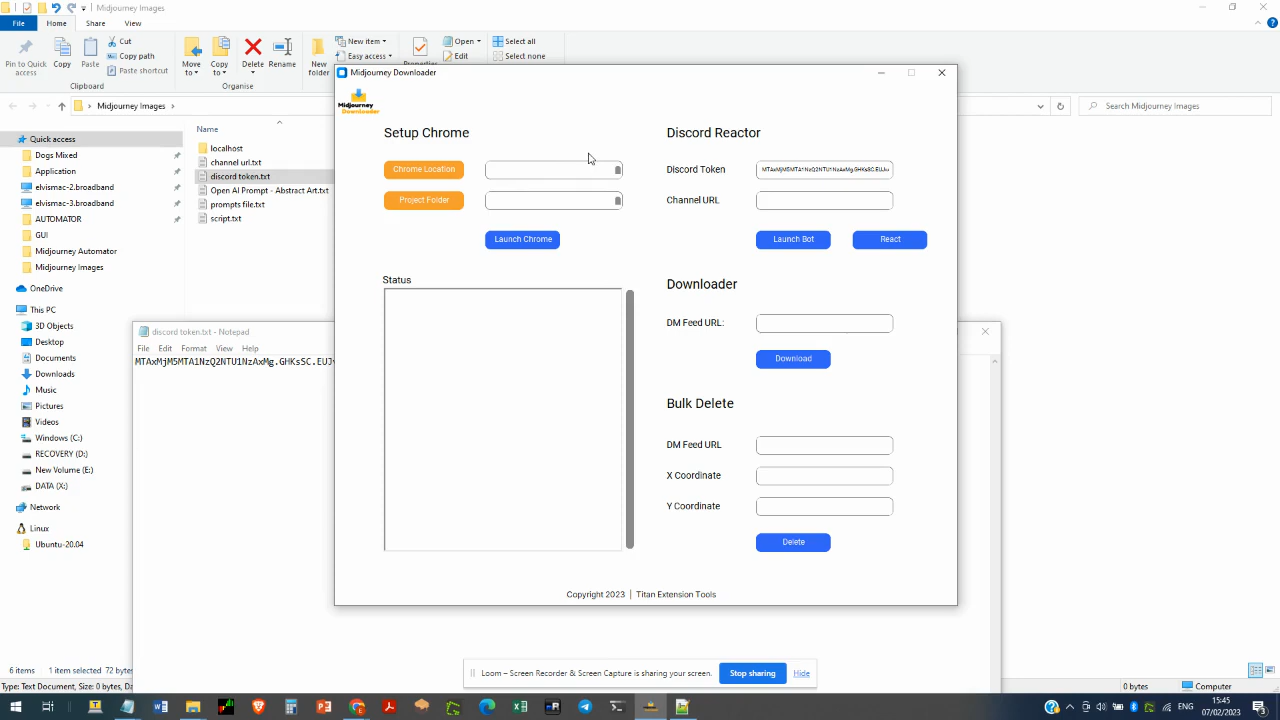 Midjourney Images
File
Home
Share
View
Pin to Quick access
Copy
Paste
Cut
Copy path
Paste shortcut
Clipboard
Move to
Copy to
Delete
Rename
Organise
New folder
New item
Easy access
Properties
Open
Edit
Select all
Select none
Midjourney Images
Search Midjourney Images
Quick access
Dogs Mixed
Application
elvismac-2.broadband
elvismac-3.broadband
AUTOMATOR
GUI
Midjourney Automator
Midjourney Images
OneDrive
This PC
3D Objects
Desktop
Documents
Downloads
Music
Pictures
Videos
Windows (C:)
RECOVERY (D:)
New Volume (E:)
DATA (X:)
Network
Linux
Ubuntu-20.04
Name
localhost
channel url.txt
discord token.txt
Open AI Prompt - Abstract Art.txt
prompts file.txt
script.txt
discord token.txt - Notepad
File Edit Format View Help
Midjourney Downloader
Midjourney
Downloader
Setup Chrome
Chrome Location
Project Folder
Launch Chrome
Status
Discord Reactor
Discord Token
Channel URL
Launch Bot
React
Downloader
DM Feed URL:
Download
Bulk Delete
DM Feed URL
X Coordinate
Y Coordinate
Delete
Copyright 2023 | Titan Extension Tools
6 items 1 item selected 72 bytes
Type: Text Document, Size: 0 bytes, Da
0 bytes
Computer
Loom – Screen Recorder & Screen Capture is sharing your screen.
Stop sharing
Hide
ENG
15:45
07/02/2023